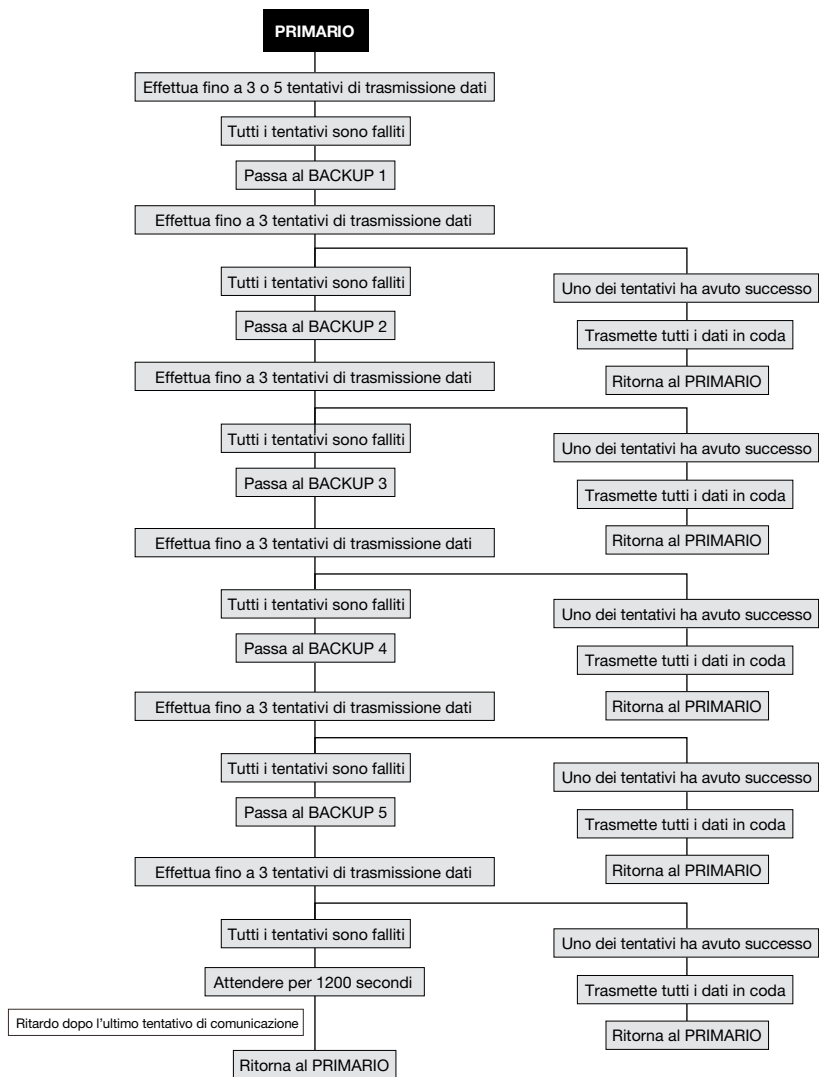 PRIMARIO
Effettua fino a 3 o 5 tentativi di trasmissione dati
Tutti i tentativi sono falliti
Passa al BACKUP 1
Effettua fino a 3 tentativi di trasmissione dati
Tutti i tentativi sono falliti
Uno dei tentativi ha avuto successo
Passa al BACKUP 2
Trasmette tutti i dati in coda
Effettua fino a 3 tentativi di trasmissione dati
Ritorna al PRIMARIO
Tutti i tentativi sono falliti
Uno dei tentativi ha avuto successo
Passa al BACKUP 3
Trasmette tutti i dati in coda
Effettua fino a 3 tentativi di trasmissione dati
Ritorna al PRIMARIO
Tutti i tentativi sono falliti
Uno dei tentativi ha avuto successo
Passa al BACKUP 4
Trasmette tutti i dati in coda
Effettua fino a 3 tentativi di trasmissione dati
Ritorna al PRIMARIO
Tutti i tentativi sono falliti
Uno dei tentativi ha avuto successo
Passa al BACKUP 5
Trasmette tutti i dati in coda
Effettua fino a 3 tentativi di trasmissione dati
Ritorna al PRIMARIO
Tutti i tentativi sono falliti
Uno dei tentativi ha avuto successo
Attendere per 1200 secondi
Trasmette tutti i dati in coda
Ritardo dopo l'ultimo tentativo di comunicazione
Ritorna al PRIMARIO
Ritorna al PRIMARIO